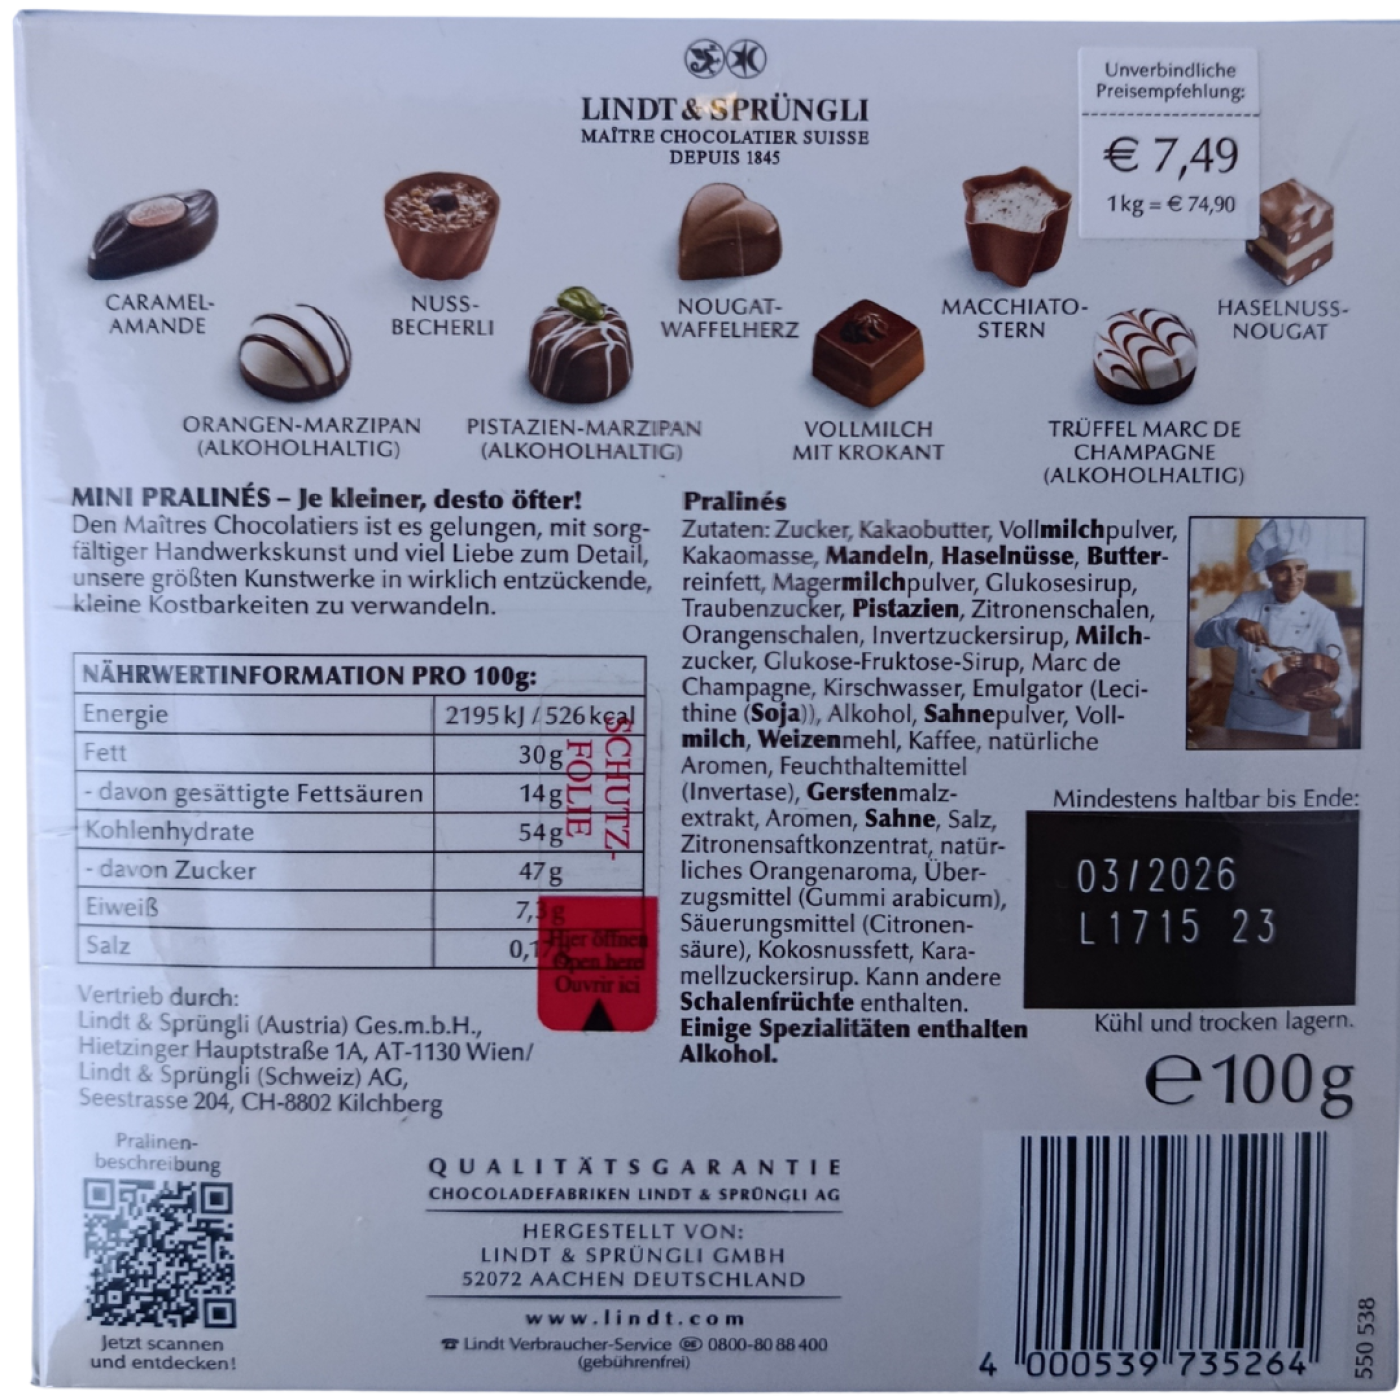 LINDT & SPRÜNGLI
MAÎTRE CHOCOLATIER SUISSE
DEPUIS 1845
Unverbindliche
Preisempfehlung:
€ 7,49
1kg = € 74,90
CARAMEL-
AMANDE
NUSS-
BECHERLI
NOUGAT-
WAFFELHERZ
MACCHIATO-
STERN
HASELNUSS-
NOUGAT
ORANGEN-MARZIPAN
(ALKOHOLHALTIG)
PISTAZIEN-MARZIPAN
(ALKOHOLHALTIG)
VOLLMILCH
MIT KROKANT
TRÜFFEL MARC DE
CHAMPAGNE
(ALKOHOLHALTIG)
MINI PRALINÉS – Je kleiner, desto öfter!
Den Maîtres Chocolatiers ist es gelungen, mit sorg-
fältiger Handwerkskunst und viel Liebe zum Detail,
unsere größten Kunstwerke in wirklich entzückende,
kleine Kostbarkeiten zu verwandeln.
NÄHRWERTINFORMATION PRO 100g:
Energie 2195 kJ / 526 kcal
Fett 30g
- davon gesättigte Fettsäuren 14g
Kohlenhydrate 54g
- davon Zucker 47g
Eiweiß 7,3g
Salz 0,17g
SCHUTZ-
FOLIE
Hier öffnen
Open here
Ouvrir ici
Vertrieb durch:
Lindt & Sprüngli (Austria) Ges.m.b.H.,
Hietzinger Hauptstraße 1A, AT-1130 Wien/
Lindt & Sprüngli (Schweiz) AG,
Seestrasse 204, CH-8802 Kilchberg
Pralinés
Zutaten: Zucker, Kakaobutter, Vollmilchpulver,
Kakaomasse, Mandeln, Haselnüsse, Butter-
reinfett, Magermilchpulver, Glukosesirup,
Traubenzucker, Pistazien, Zitronenschalen,
Orangenschalen, Invertzuckersirup, Milch-
zucker, Glukose-Fruktose-Sirup, Marc de
Champagne, Kirschwasser, Emulgator (Leci-
thine (Soja)), Alkohol, Sahnepulver, Voll-
milch, Weizenmehl, Kaffee, natürliche
Aromen, Feuchthaltemittel
(Invertase), Gerstenmalz-
extrakt, Aromen, Sahne, Salz,
Zitronensaftkonzentrat, natür-
liches Orangenaroma, Über-
zugsmittel (Gummi arabicum),
Säuerungsmittel (Citronen-
säure), Kokosnussfett, Kara-
mellzuckersirup. Kann andere
Schalenfrüchte enthalten.
Einige Spezialitäten enthalten
Alkohol.
Mindestens haltbar bis Ende:
03/2026
L1715 23
Kühl und trocken lagern.
e100g
Pralinen-
beschreibung
Jetzt scannen
und entdecken!
QUALITÄTSGARANTIE
CHOCOLADEFABRIKEN LINDT & SPRÜNGLI AG
HERGESTELLT VON:
LINDT & SPRÜNGLI GMBH
52072 AACHEN DEUTSCHLAND
www.lindt.com
☎ Lindt Verbraucher-Service DE 0800-80 88 400
(gebührenfrei)
4 000539 735264
550 538